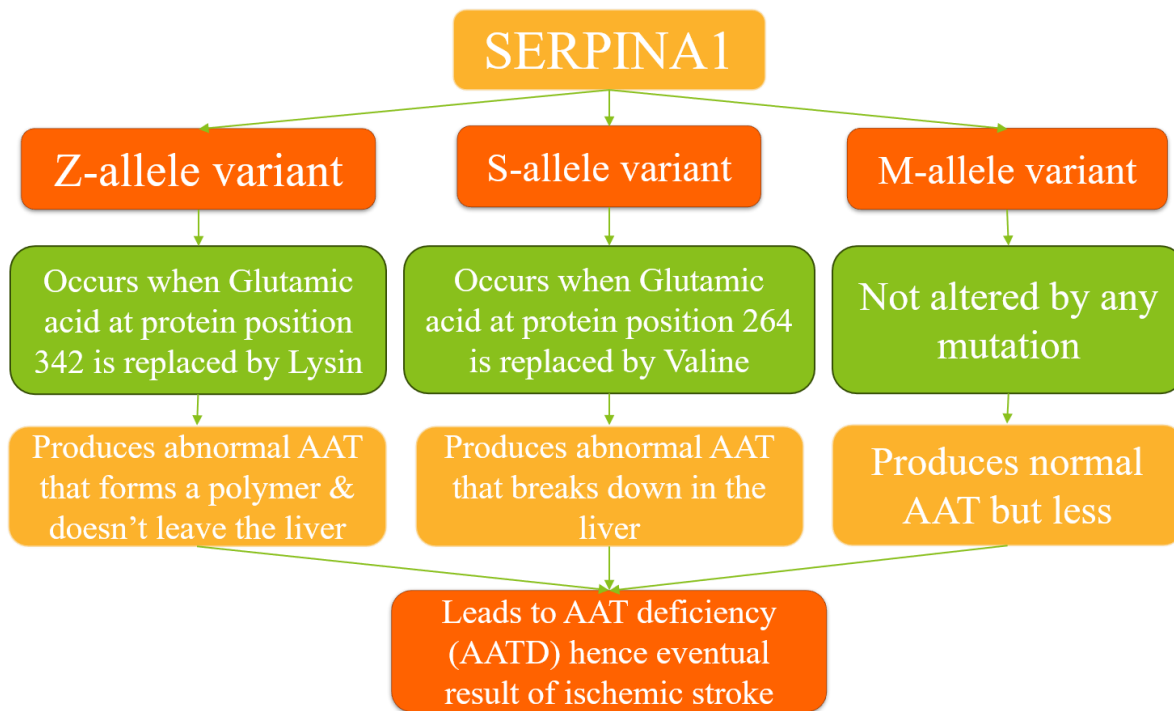 SERPINA1
Z-allele variant
S-allele variant
M-allele variant
Occurs when Glutamic
acid at protein position
342 is replaced by Lysin
Occurs when Glutamic
acid at protein position 264
is replaced by Valine
Not altered by any
mutation
Produces abnormal AAT
that forms a polymer &
doesn’t leave the liver
Produces abnormal AAT
that breaks down in the
liver
Produces normal
AAT but less
Leads to AAT deficiency
(AATD) hence eventual
result of ischemic stroke